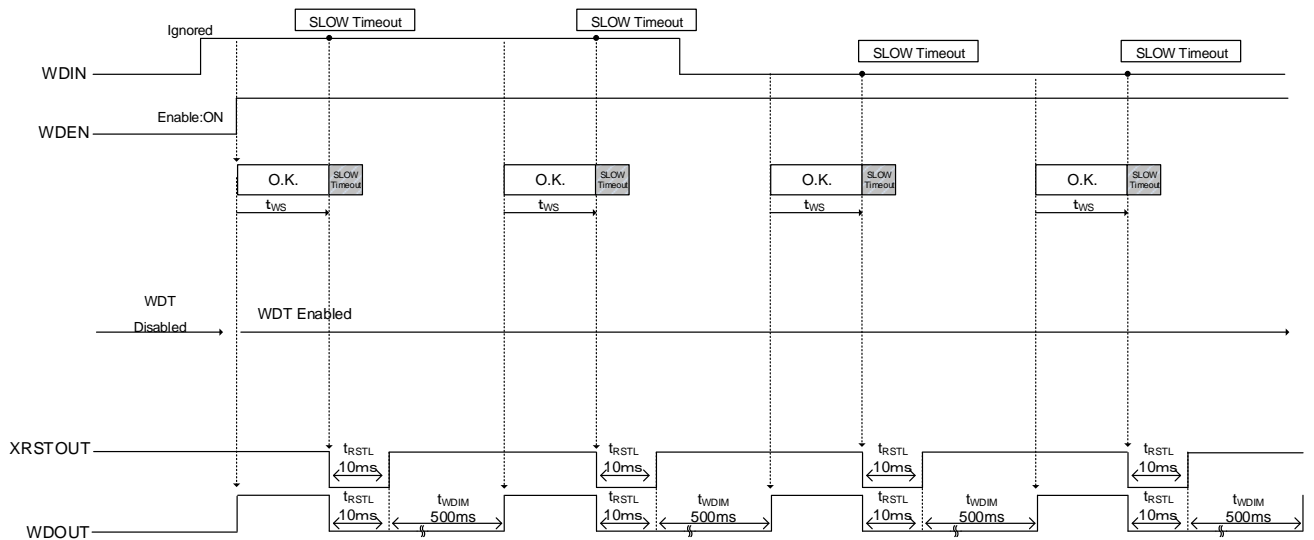 SLOW Timeout
SLOW Timeout
Ignored
SLOW Timeout
SLOW Timeout
WDIN
Enable:ON
WDEN
O.K.
SLOW
Timeout
O.K.
SLOW
Timeout
O.K.
SLOW
Timeout
O.K.
SLOW
Timeout
tWS
tWS
tWS
tWS
WDT
Disabled
WDT Enabled
XRSTOUT
tRSTL
10ms
tRSTL
10ms
tRSTL
10ms
tRSTL
10ms
WDOUT
tRSTL
10ms
tWDIM
500ms
tRSTL
10ms
tWDIM
500ms
tRSTL
10ms
tWDIM
500ms
tRSTL
10ms
tWDIM
500ms